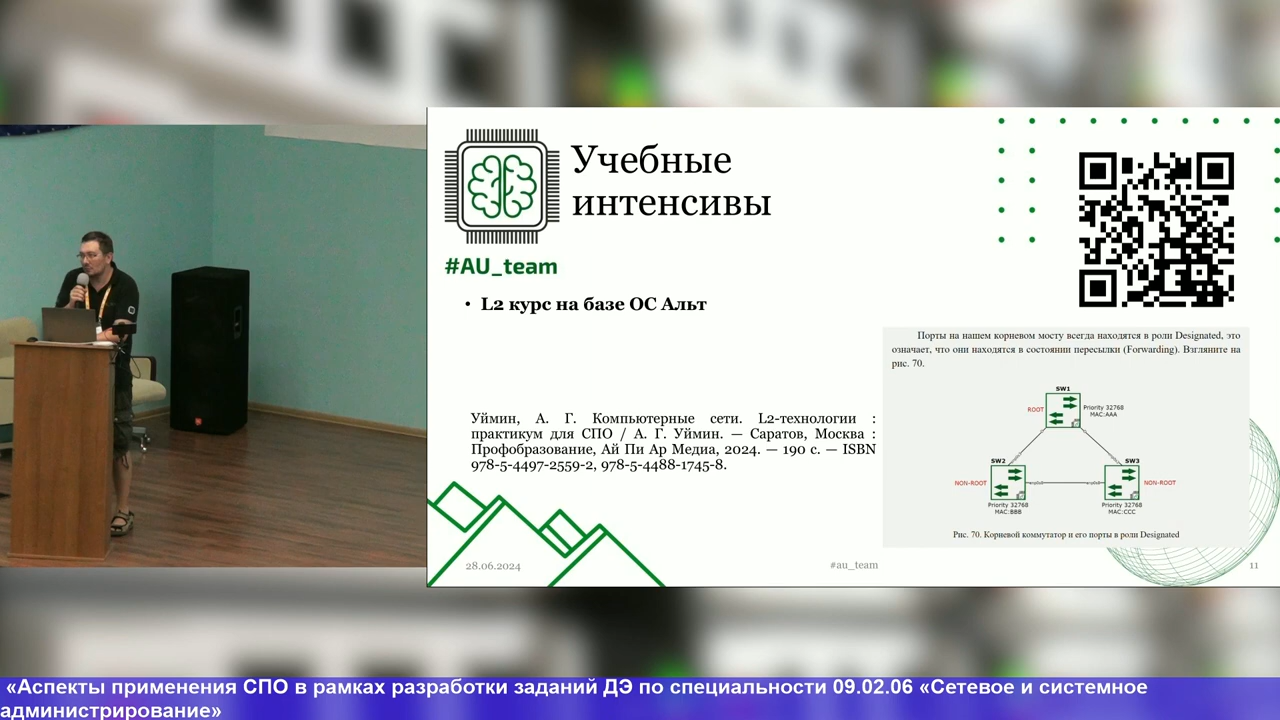 Учебные
интенсивы
#AU_team
• L2 курс на базе ОС Альт
Уймин, А. Г. Компьютерные сети. L2-технологии :
практикум для СПО / А. Г. Уймин. — Саратов, Москва :
Профобразование, Ай Пи Ар Медиа, 2024. — 190 с. — ISBN
978-5-4497-2559-2, 978-5-4488-1745-8.
Порты на нашем корневом мосту всегда находятся в роли Designated, это
означает, что они находятся в состоянии пересылки (Forwarding). Взгляните на
рис. 70.
SW1
ROOT
Priority 32768
MAC:AAA
SW2
SW3
NON-ROOT
NON-ROOT
Priority 32768
MAC:BBB
Priority 32768
MAC:CCC
Рис. 70. Корневой коммутатор и его порты в роли Designated
28.06.2024
#au_team
11
«Аспекты применения СПО в рамках разработки заданий ДЭ по специальности 09.02.06 «Сетевое и системное
администрирование»